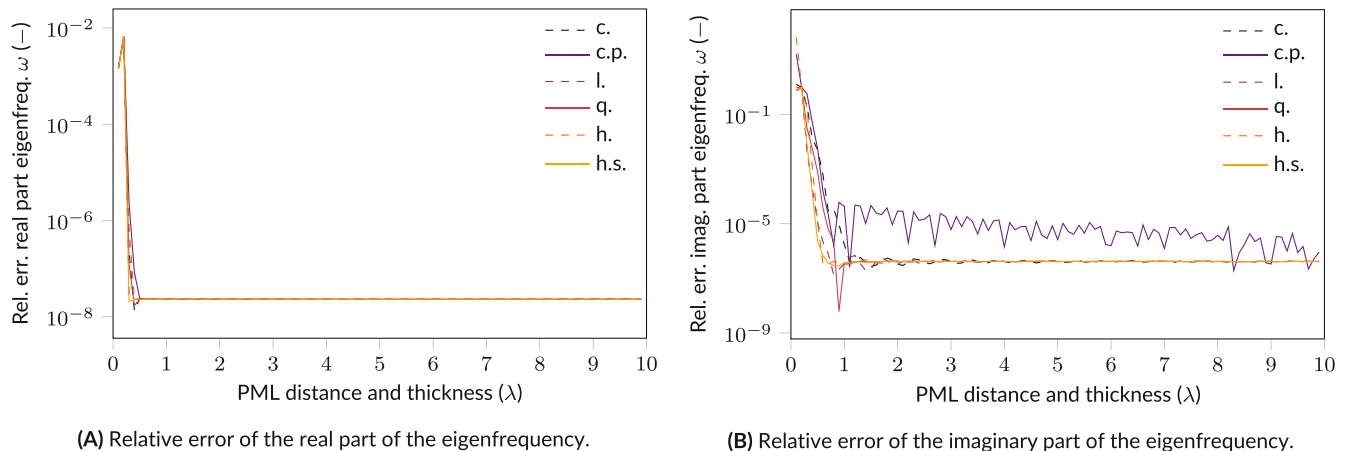 Rel. err. real part eigenfreq. ω (−)
10⁻²
10⁻⁴
10⁻⁶
10⁻⁸
c.
c.p.
l.
q.
h.
h.s.
0 1 2 3 4 5 6 7 8 9 10
PML distance and thickness (λ)
(A) Relative error of the real part of the eigenfrequency.
Rel. err. imag. part eigenfreq. ω (−)
10⁻¹
10⁻⁵
10⁻⁹
c.
c.p.
l.
q.
h.
h.s.
0 1 2 3 4 5 6 7 8 9 10
PML distance and thickness (λ)
(B) Relative error of the imaginary part of the eigenfrequency.